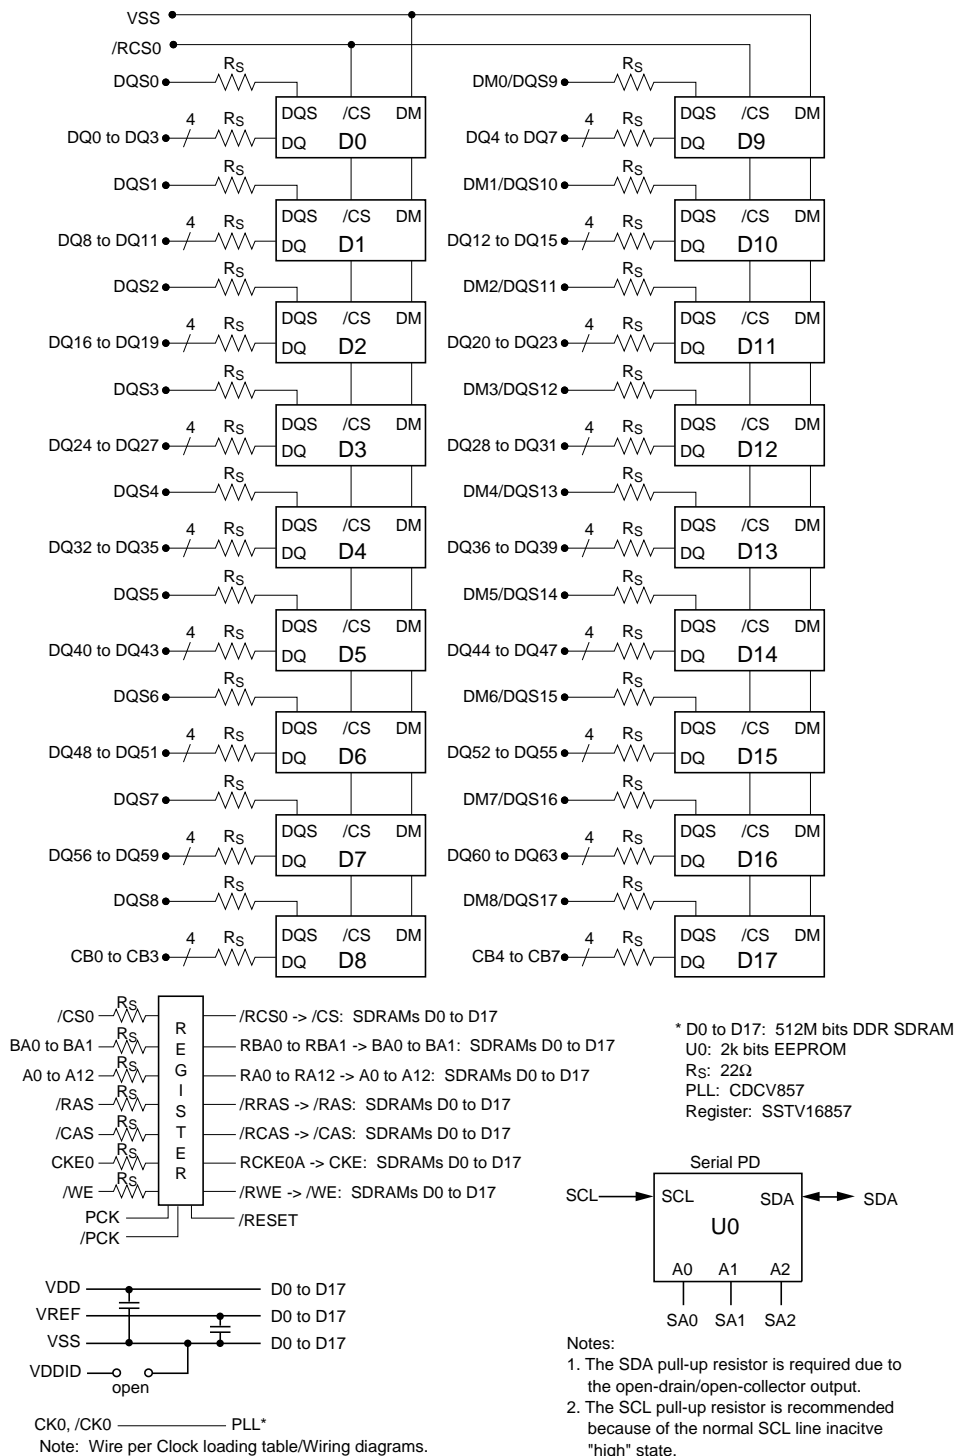 VSS
/RCS0
DQS0 RS DM0/DQS9 RS
DQS /CS DM DQS /CS DM
DQ0 to DQ3 4 RS DQ D0 DQ4 to DQ7 4 RS DQ D9
DQS1 RS DM1/DQS10 RS
DQS /CS DM DQS /CS DM
DQ8 to DQ11 4 RS DQ D1 DQ12 to DQ15 4 RS DQ D10
DQS2 RS DM2/DQS11 RS
DQS /CS DM DQS /CS DM
DQ16 to DQ19 4 RS DQ D2 DQ20 to DQ23 4 RS DQ D11
DQS3 RS DM3/DQS12 RS
DQS /CS DM DQS /CS DM
DQ24 to DQ27 4 RS DQ D3 DQ28 to DQ31 4 RS DQ D12
DQS4 RS DM4/DQS13 RS
DQS /CS DM DQS /CS DM
DQ32 to DQ35 4 RS DQ D4 DQ36 to DQ39 4 RS DQ D13
DQS5 RS DM5/DQS14 RS
DQS /CS DM DQS /CS DM
DQ40 to DQ43 4 RS DQ D5 DQ44 to DQ47 4 RS DQ D14
DQS6 RS DM6/DQS15 RS
DQS /CS DM DQS /CS DM
DQ48 to DQ51 4 RS DQ D6 DQ52 to DQ55 4 RS DQ D15
DQS7 RS DM7/DQS16 RS
DQS /CS DM DQS /CS DM
DQ56 to DQ59 4 RS DQ D7 DQ60 to DQ63 4 RS DQ D16
DQS8 RS DM8/DQS17 RS
DQS /CS DM DQS /CS DM
CB0 to CB3 4 RS DQ D8 CB4 to CB7 4 RS DQ D17
REGISTER
/CS0 RS /RCS0 -> /CS: SDRAMs D0 to D17
BA0 to BA1 RS RBA0 to RBA1 -> BA0 to BA1: SDRAMs D0 to D17
A0 to A12 RS RA0 to RA12 -> A0 to A12: SDRAMs D0 to D17
/RAS RS /RRAS -> /RAS: SDRAMs D0 to D17
/CAS RS /RCAS -> /CAS: SDRAMs D0 to D17
CKE0 RS RCKE0A -> CKE: SDRAMs D0 to D17
/WE RS /RWE -> /WE: SDRAMs D0 to D17
PCK /RESET
/PCK
* D0 to D17: 512M bits DDR SDRAM
U0: 2k bits EEPROM
RS: 22Ω
PLL: CDCV857
Register: SSTV16857
Serial PD
SCL SCL SDA SDA
U0
A0 A1 A2
SA0 SA1 SA2
VDD D0 to D17
VREF D0 to D17
VSS D0 to D17
VDDID open
CK0, /CK0 PLL*
Note: Wire per Clock loading table/Wiring diagrams.
Notes:
1. The SDA pull-up resistor is required due to
the open-drain/open-collector output.
2. The SCL pull-up resistor is recommended
because of the normal SCL line inacitve
"high" state.